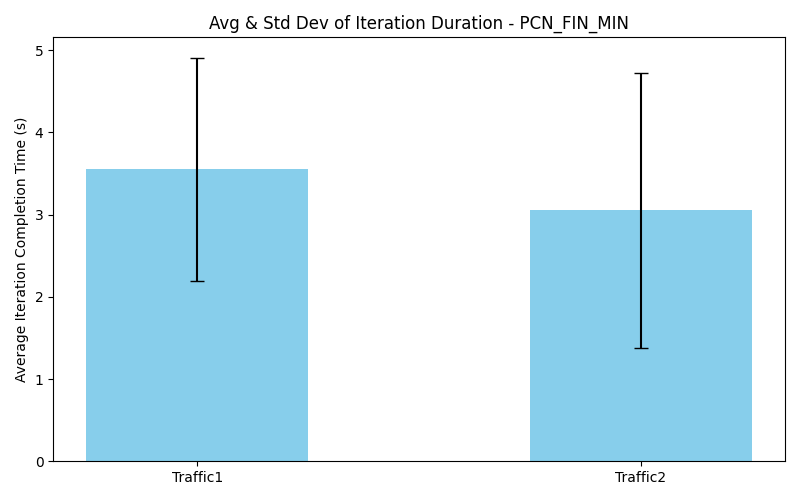 Avg & Std Dev of Iteration Duration - PCN_FIN_MIN
Average Iteration Completion Time (s)
5
4
3
2
1
0
Traffic1 Traffic2